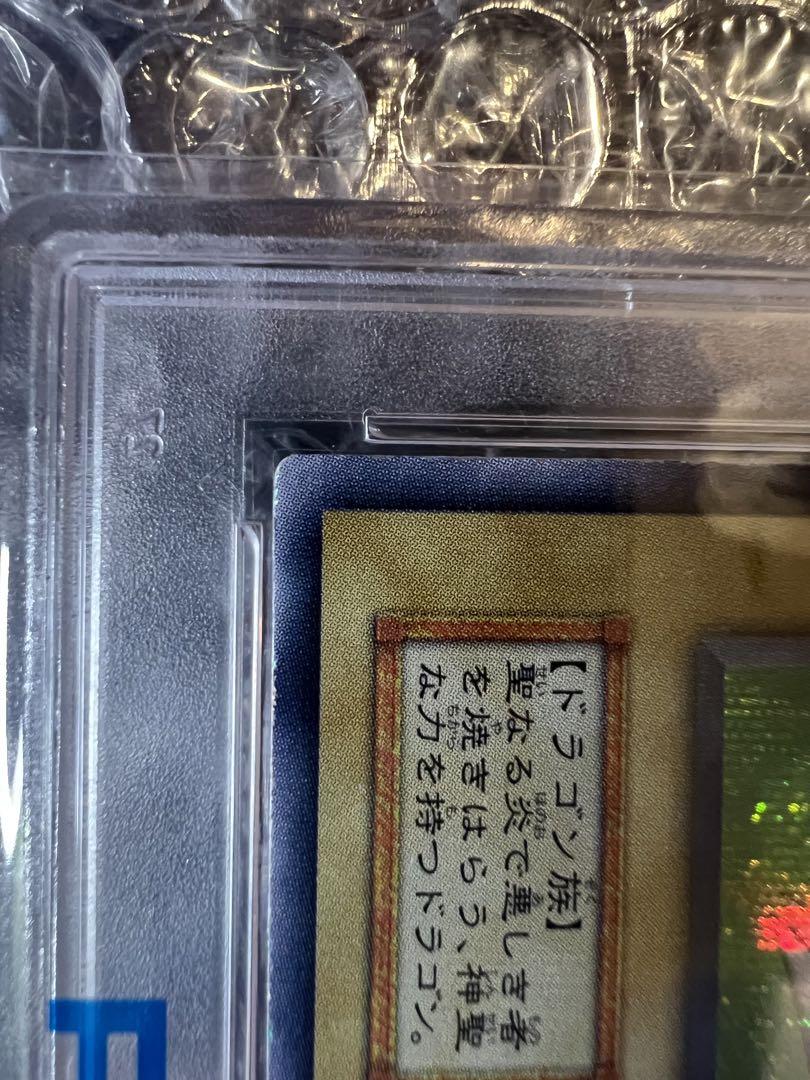 【ドラゴン族】
聖なる炎で悪しき者
を焼きはらう、神聖
な力を持つドラゴン。